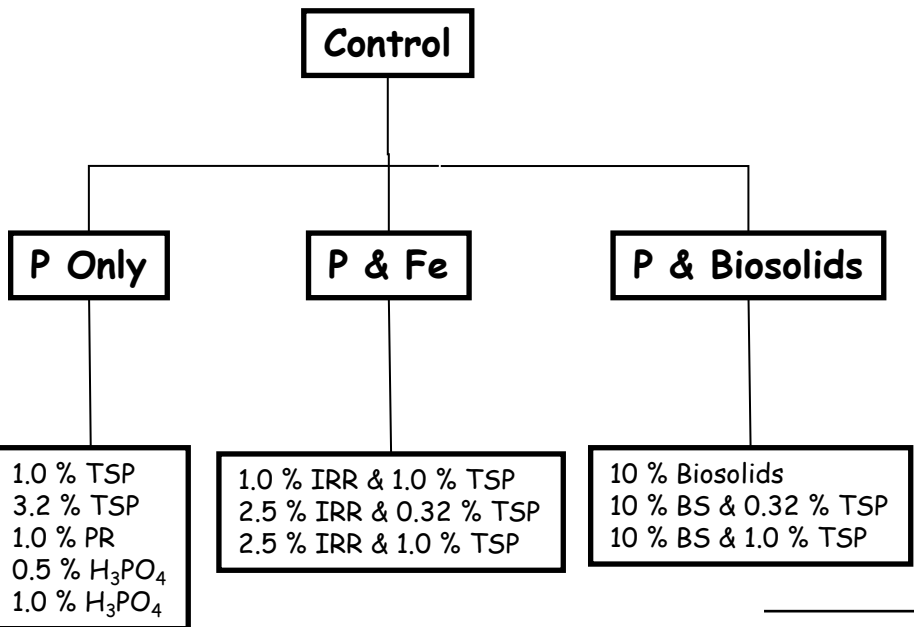 Control
P Only
P & Fe
P & Biosolids
1.0 % TSP
3.2 % TSP
1.0 % PR
0.5 % H₃PO₄
1.0 % H₃PO₄
1.0 % IRR & 1.0 % TSP
2.5 % IRR & 0.32 % TSP
2.5 % IRR & 1.0 % TSP
10 % Biosolids
10 % BS & 0.32 % TSP
10 % BS & 1.0 % TSP